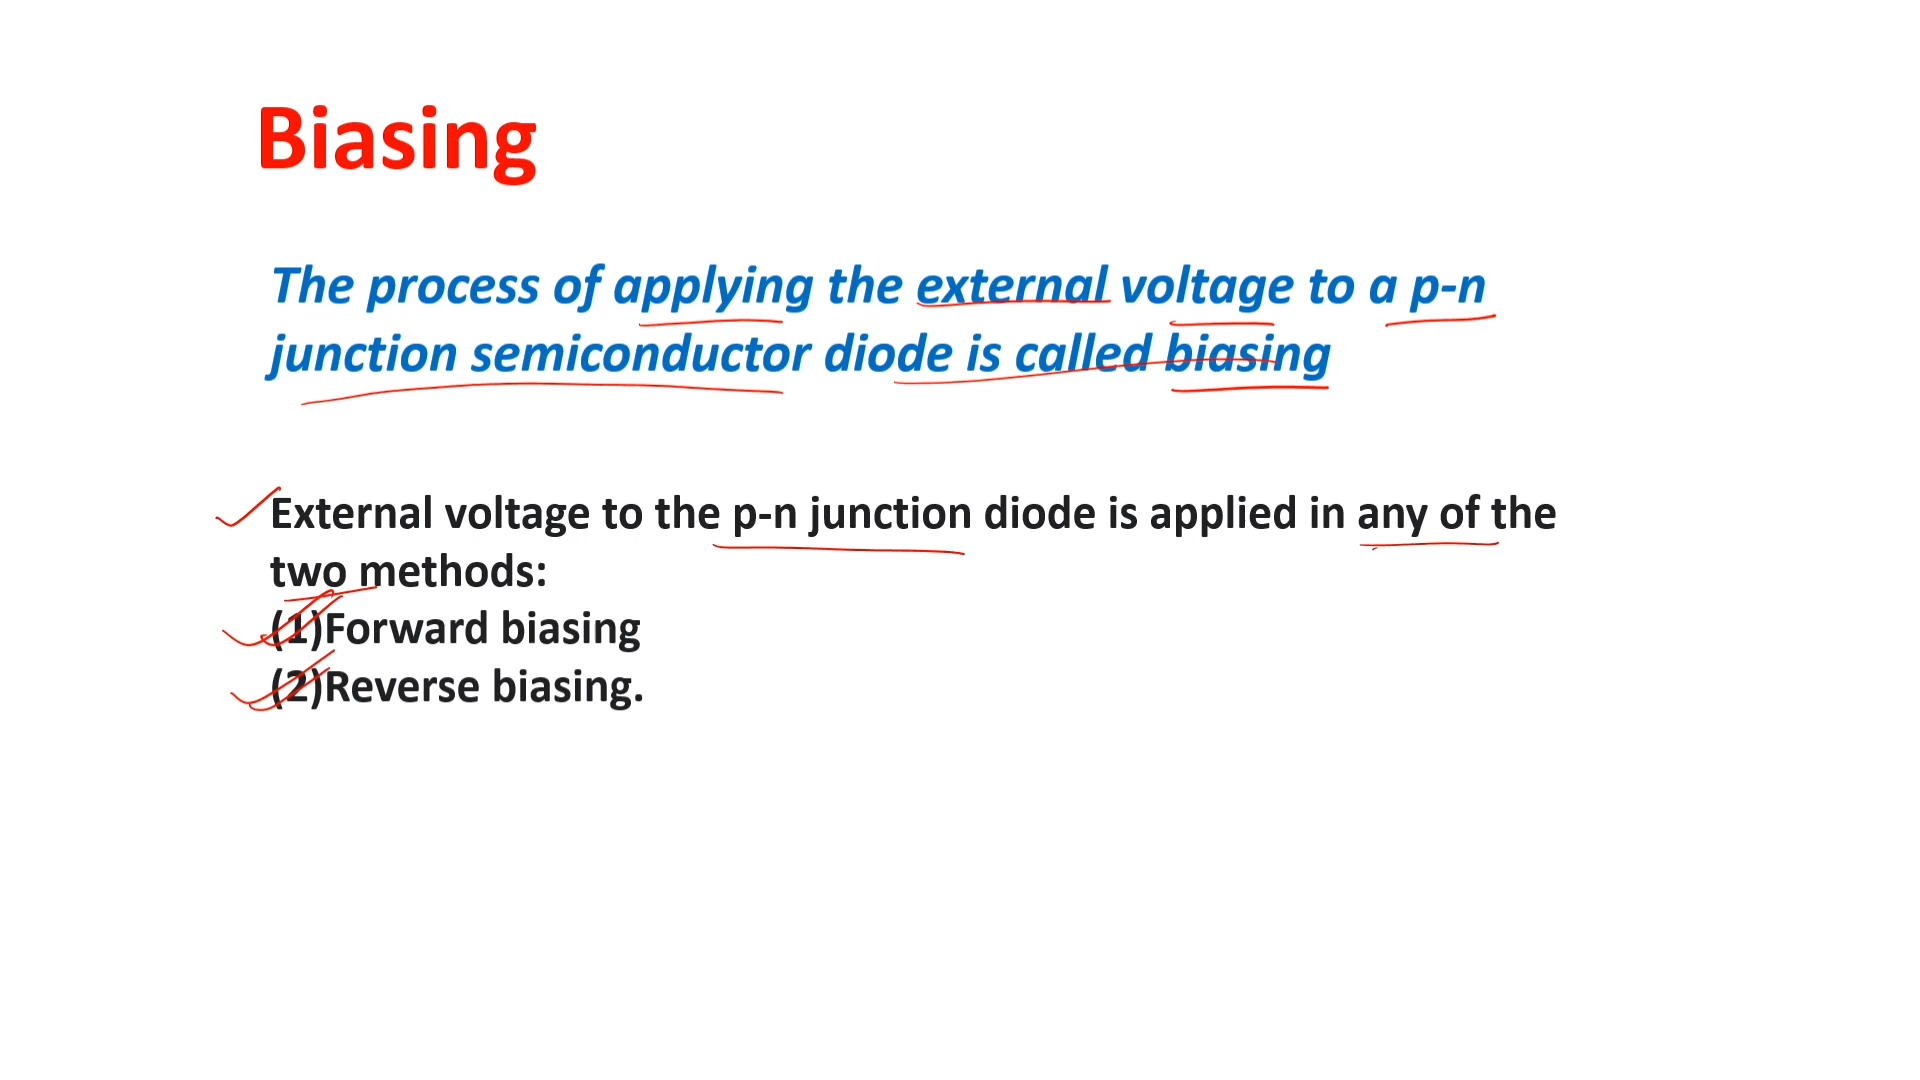 Biasing
The process of applying the external voltage to a p-n
junction semiconductor diode is called biasing
External voltage to the p-n junction diode is applied in any of the
two methods:
(1)Forward biasing
(2)Reverse biasing.